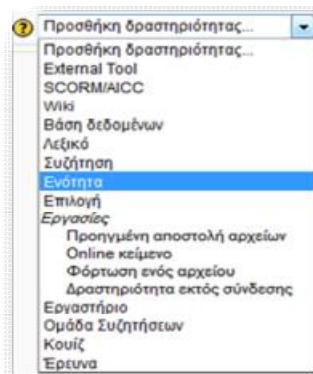 Προσθήκη δραστηριότητας...
Προσθήκη δραστηριότητας...
External Tool
SCORM/AICC
Wiki
Βάση δεδομένων
Λεξικό
Συζήτηση
Ενότητα
Επιλογή
Εργασίες
Προηγμένη αποστολή αρχείων
Online κείμενο
Φόρτωση ενός αρχείου
Δραστηριότητα εκτός σύνδεσης
Εργαστήριο
Ομάδα Συζητήσεων
Κουίζ
Έρευνα